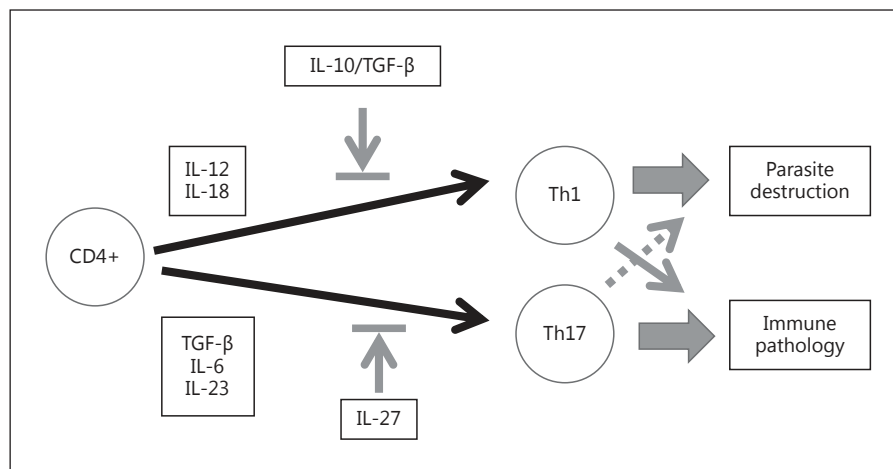 IL-10/TGF-β
IL-12
IL-18
Th1
Parasite
destruction
CD4+
TGF-β
IL-6
IL-23
Th17
Immune
pathology
IL-27